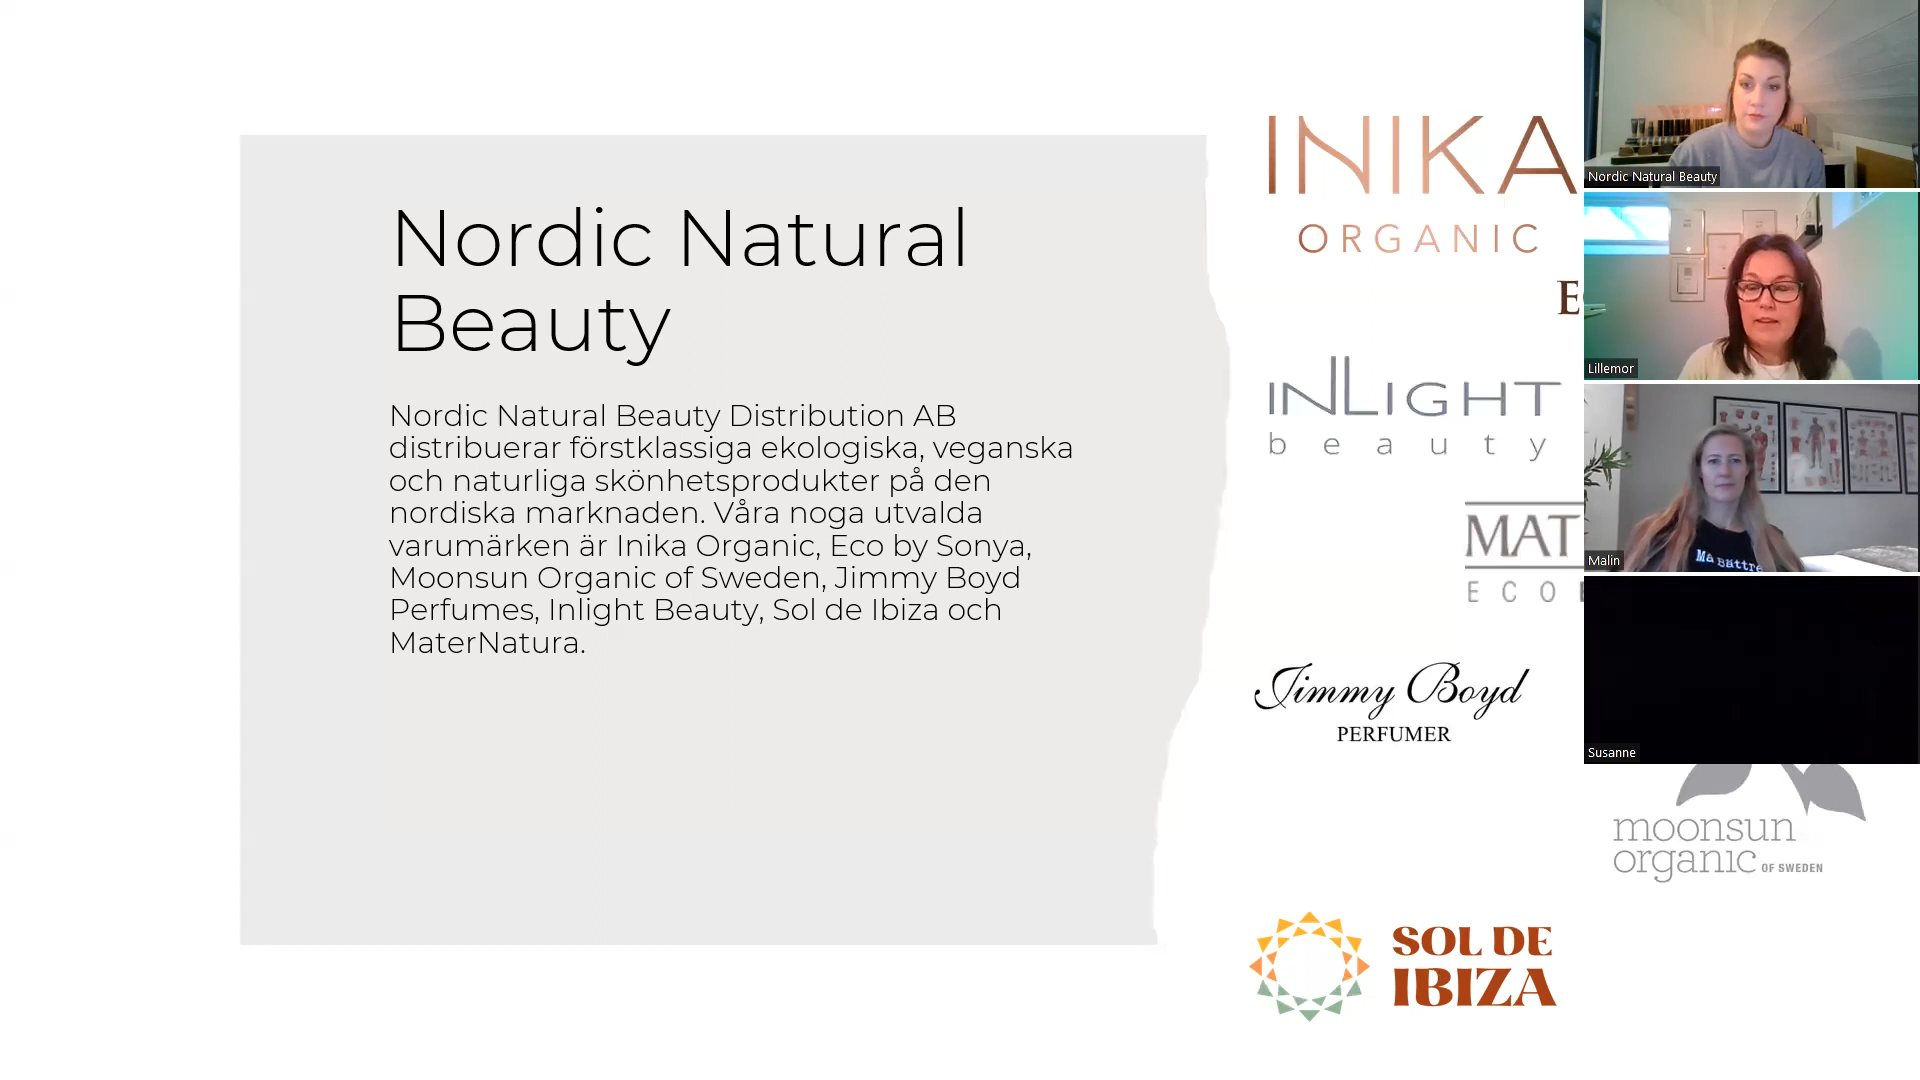 Nordic Natural
Beauty
Nordic Natural Beauty Distribution AB
distribuerar förstklassiga ekologiska, veganska
och naturliga skönhetsprodukter på den
nordiska marknaden. Våra noga utvalda
varumärken är Inika Organic, Eco by Sonya,
Moonsun Organic of Sweden, Jimmy Boyd
Perfumes, Inlight Beauty, Sol de Ibiza och
MaterNatura.
INIKA
ORGANIC
E
INLIGHT
beauty
MAT
ECO
Jimmy Boyd
PERFUMER
moonsun
organic OF SWEDEN
SOL DE
IBIZA
Nordic Natural Beauty
Lillemor
Må Bättre
Malin
Susanne